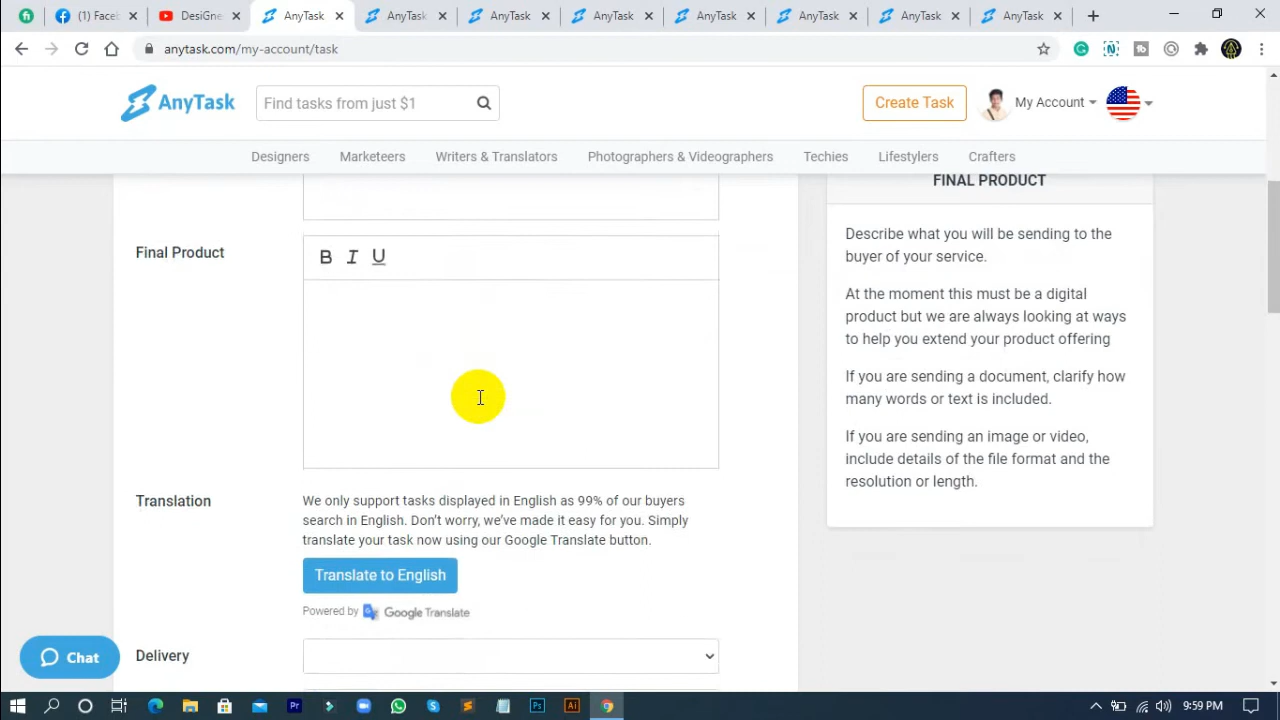 (1) Facel
DesiGne
AnyTask
AnyTask
AnyTask
AnyTask
AnyTask
AnyTask
AnyTask
AnyTask
anytask.com/my-account/task
AnyTask
Find tasks from just $1
Create Task
My Account
Designers
Marketeers
Writers & Translators
Photographers & Videographers
Techies
Lifestylers
Crafters
Final Product
B I U
FINAL PRODUCT
Describe what you will be sending to the
buyer of your service.
At the moment this must be a digital
product but we are always looking at ways
to help you extend your product offering
If you are sending a document, clarify how
many words or text is included.
If you are sending an image or video,
include details of the file format and the
resolution or length.
Translation
We only support tasks displayed in English as 99% of our buyers
search in English. Don’t worry, we’ve made it easy for you. Simply
translate your task now using our Google Translate button.
Translate to English
Powered by Google Translate
Delivery
Chat
9:59 PM